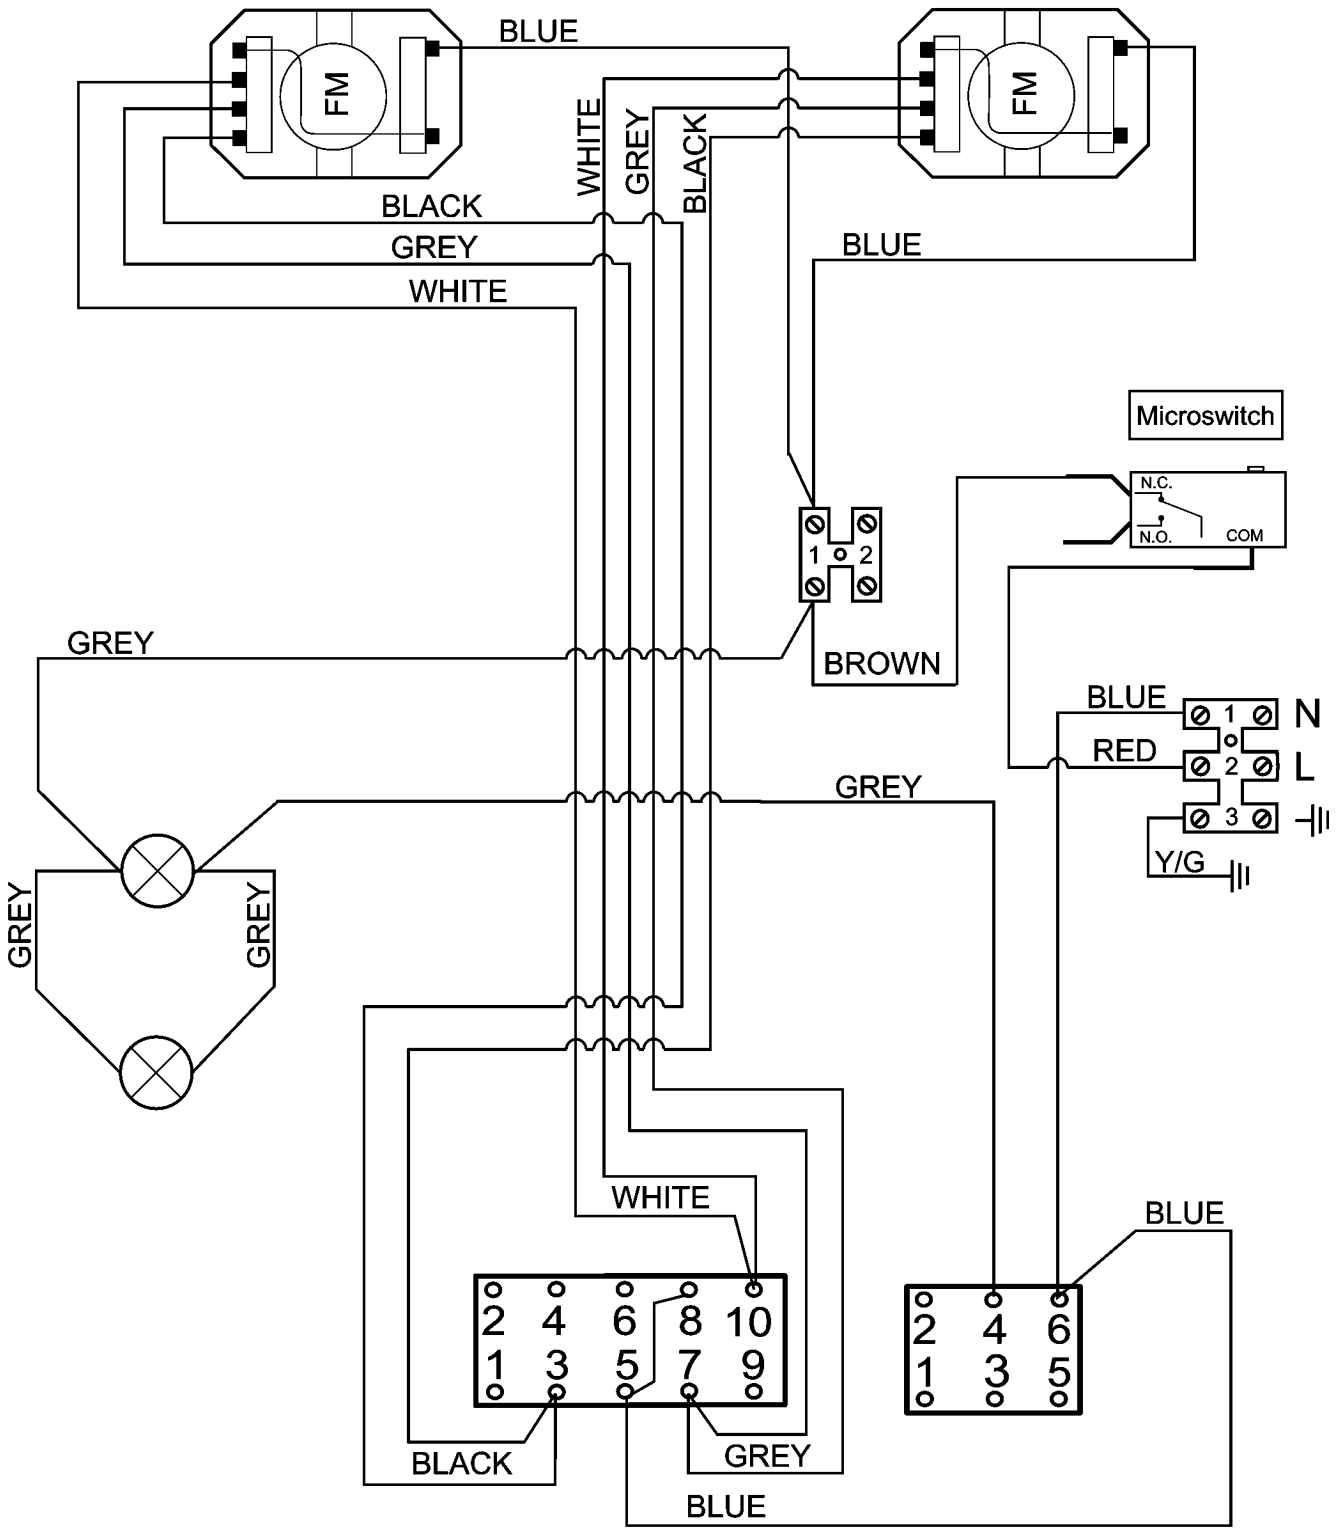 BLUE
FM
FM
WHITE
GREY
BLACK
BLACK
GREY
BLUE
WHITE
Microswitch
N.C.
N.O.
COM
1 2
GREY
BROWN
BLUE
1
N
RED
2
L
GREY
3
Y/G
GREY
GREY
WHITE
BLUE
2 4 6 8 10
1 3 5 7 9
2 4 6
1 3 5
BLACK
GREY
BLUE